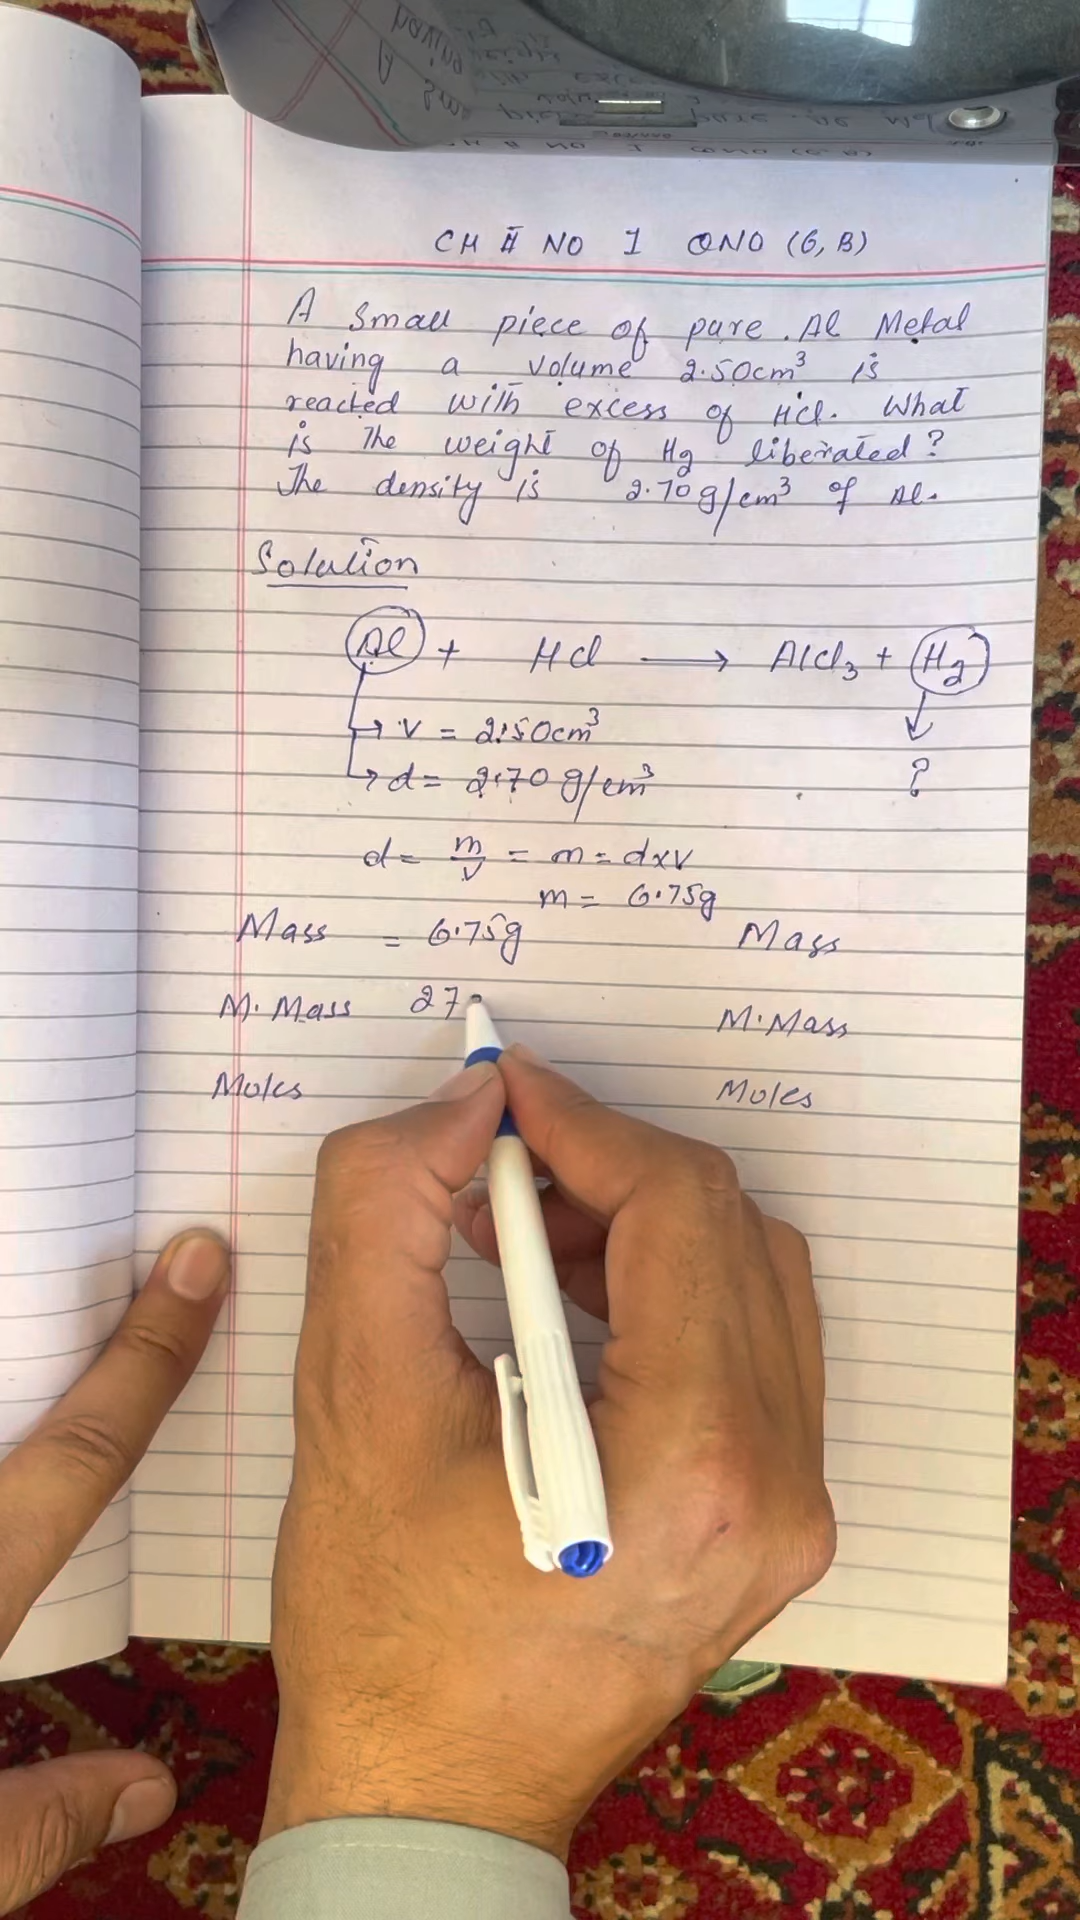 CH # NO 1 QNO (6, B)
A Small piece of pure Al Metal
having a volume 2.50cm³ is
reacted with excess of HCl. What
is The weight of H2 liberated?
The density is 2.70g/cm³ of Al.
Solution
Al + HCl ⟶ AlCl₃ + H₂
→ V = 2.50cm³ ↓
→ d = 2.70 g/cm³ ?
d = m/v = m = d×V
m = 6.75g
Mass = 6.75g Mass
M. Mass 27 M. Mass
Moles Moles